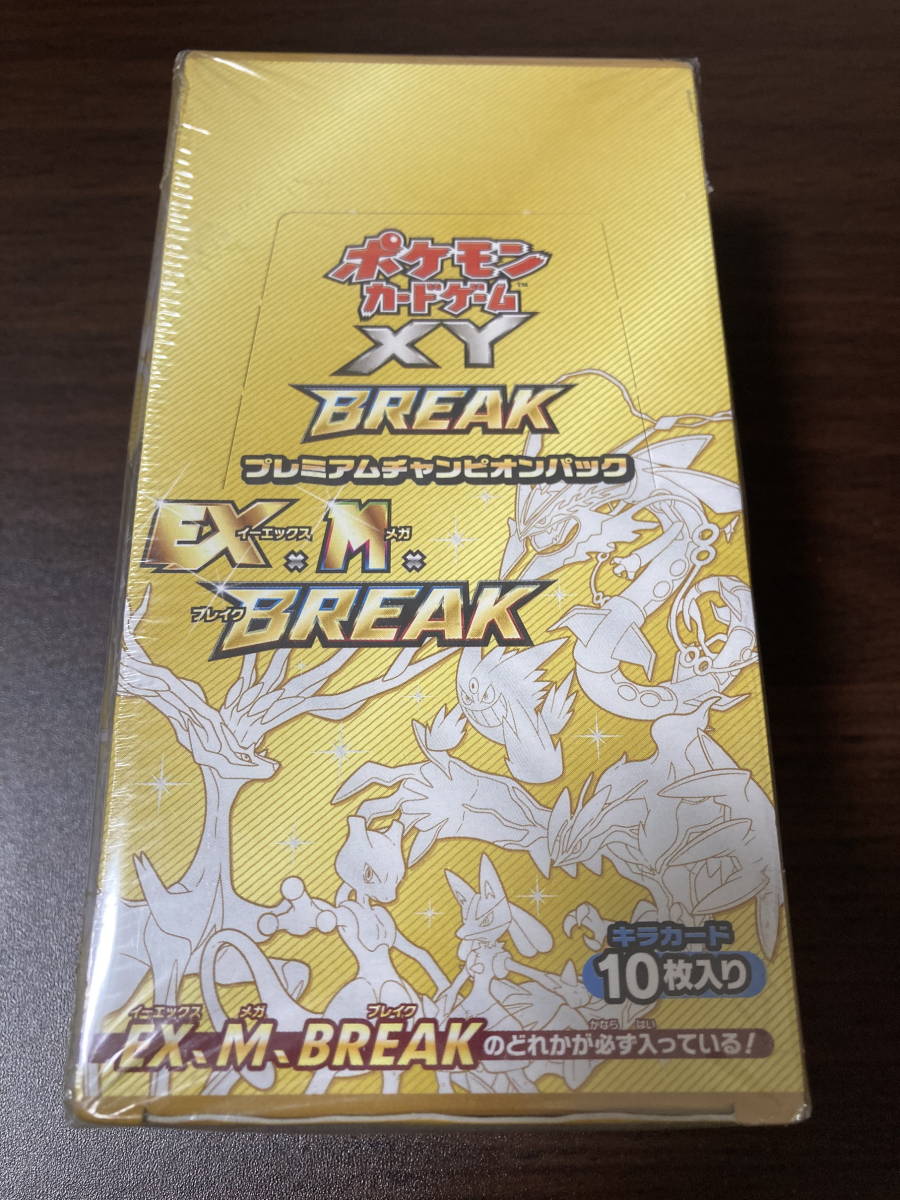 ポケモン
カードゲーム™
XY
BREAK
プレミアムチャンピオンパック
EX イーエックス × M メガ ×
ブレイク BREAK
キラカード
10枚入り
イーエックス メガ ブレイク かなら はい
EX、M、BREAKのどれかが必ず入っている!